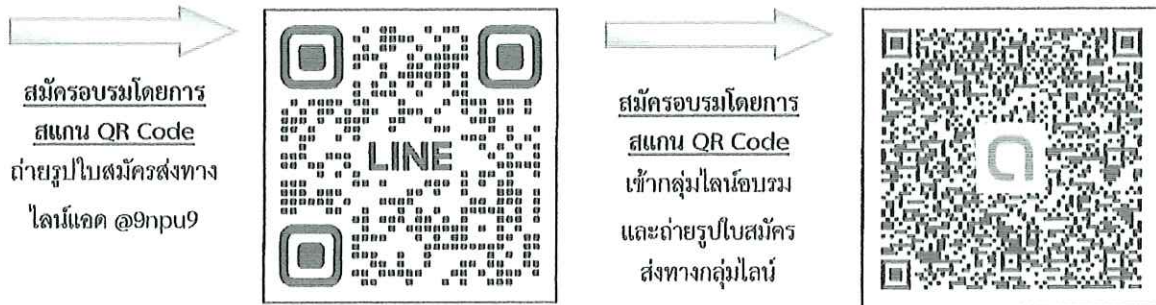 สมัครอบรมโดยการ
สแกน QR Code
ถ่ายรูปใบสมัครส่งทาง
ไลน์แอด @9npu9
LINE
สมัครอบรมโดยการ
สแกน QR Code
เข้ากลุ่มไลน์อบรม
และถ่ายรูปใบสมัคร
ส่งทางกลุ่มไลน์